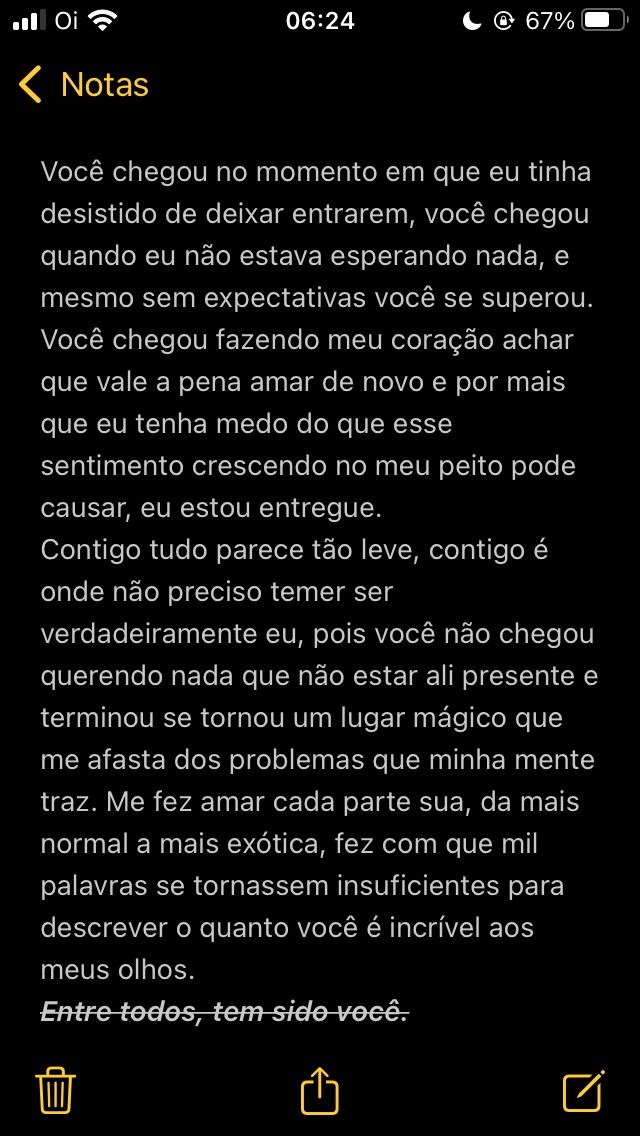 Oi 06:24 67%
Notas
Você chegou no momento em que eu tinha
desistido de deixar entrarem, você chegou
quando eu não estava esperando nada, e
mesmo sem expectativas você se superou.
Você chegou fazendo meu coração achar
que vale a pena amar de novo e por mais
que eu tenha medo do que esse
sentimento crescendo no meu peito pode
causar, eu estou entregue.
Contigo tudo parece tão leve, contigo é
onde não preciso temer ser
verdadeiramente eu, pois você não chegou
querendo nada que não estar ali presente e
terminou se tornou um lugar mágico que
me afasta dos problemas que minha mente
traz. Me fez amar cada parte sua, da mais
normal a mais exótica, fez com que mil
palavras se tornassem insuficientes para
descrever o quanto você é incrível aos
meus olhos.
Entre todos, tem sido você.